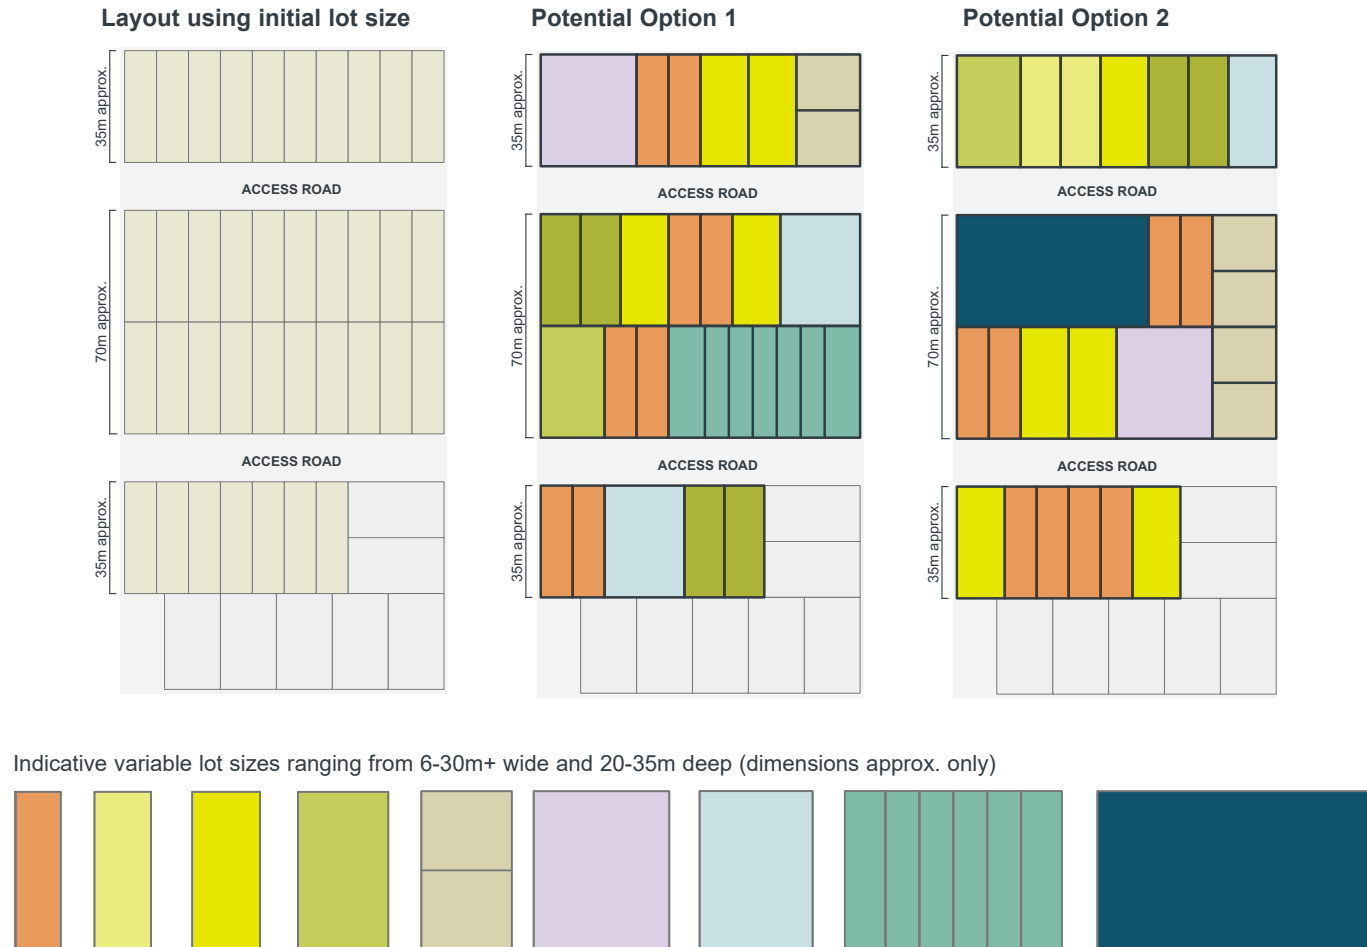 Layout using initial lot size
Potential Option 1
Potential Option 2
35m approx.
35m approx.
35m approx.
ACCESS ROAD
ACCESS ROAD
ACCESS ROAD
70m approx.
70m approx.
70m approx.
ACCESS ROAD
ACCESS ROAD
ACCESS ROAD
35m approx.
35m approx.
35m approx.
Indicative variable lot sizes ranging from 6-30m+ wide and 20-35m deep (dimensions approx. only)